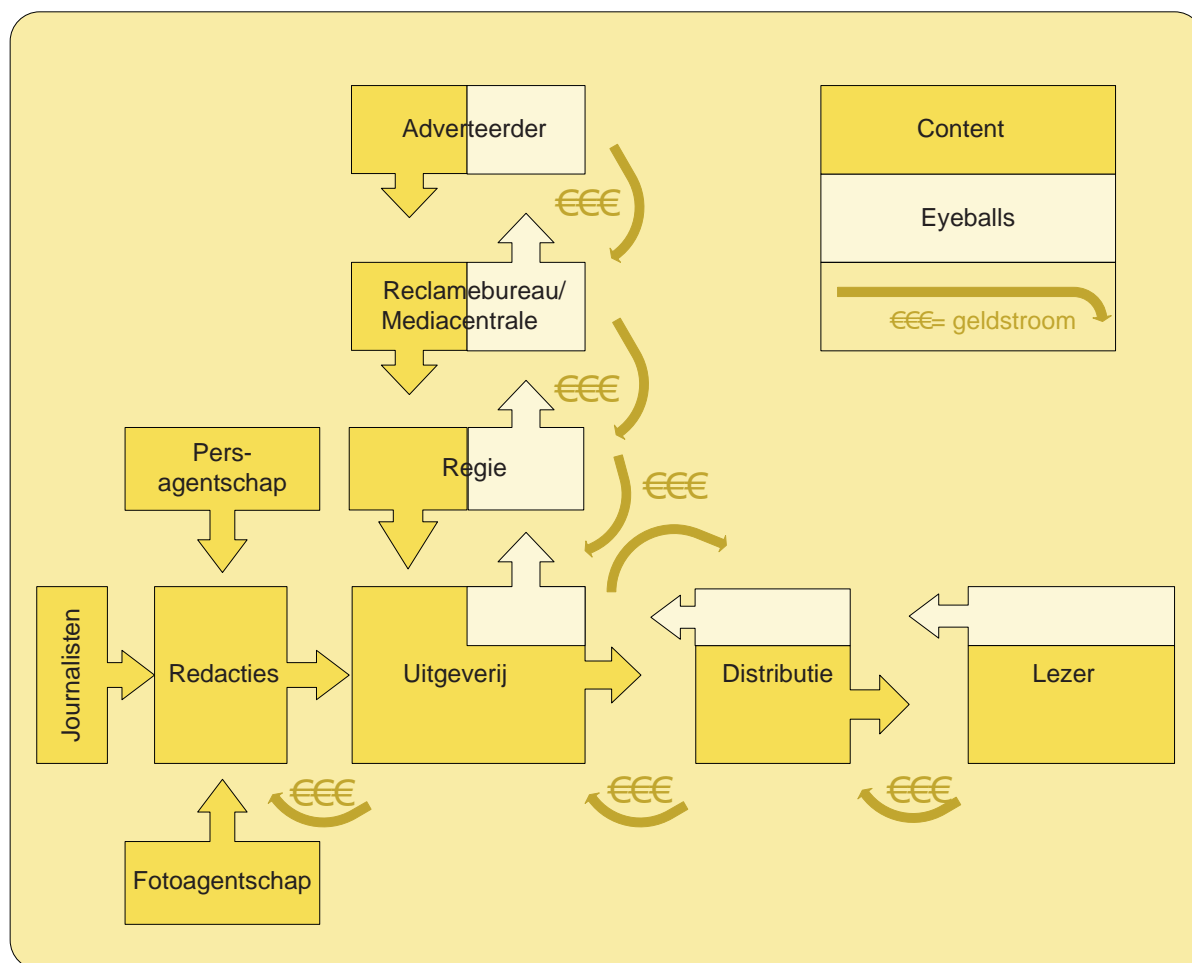 Adverteerder
€€€
Content
Eyeballs
€€€= geldstroom
Reclamebureau/
Mediacentrale
€€€
Pers-
agentschap
Regie
€€€
Journalisten
Redacties
Uitgeverij
Distributie
Lezer
€€€
€€€
€€€
Fotoagentschap